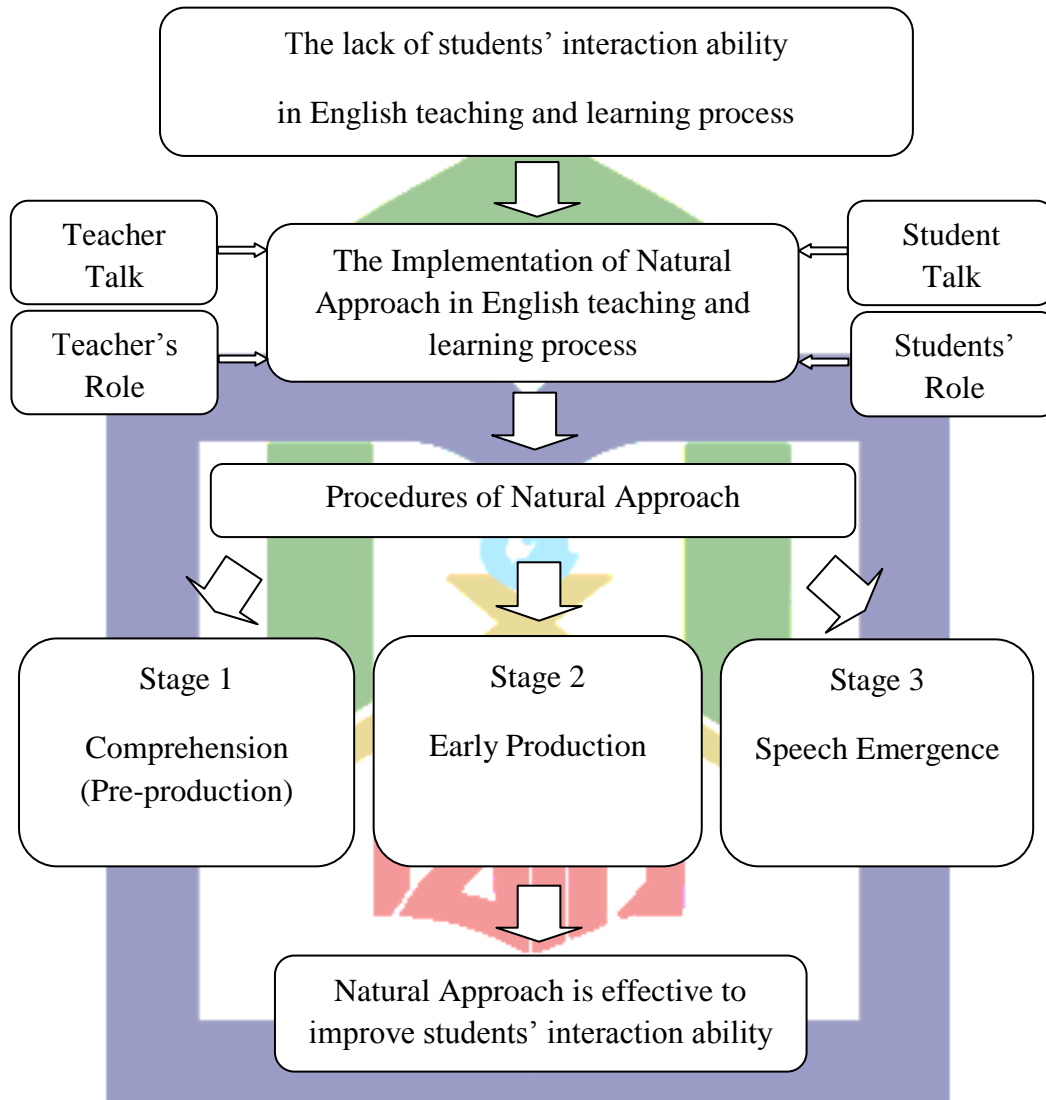 The lack of students’ interaction ability
in English teaching and learning process
Teacher
Talk
Teacher’s
Role
The Implementation of Natural
Approach in English teaching and
learning process
Student
Talk
Students’
Role
Procedures of Natural Approach
Stage 1
Comprehension
(Pre-production)
Stage 2
Early Production
Stage 3
Speech Emergence
Natural Approach is effective to
improve students’ interaction ability